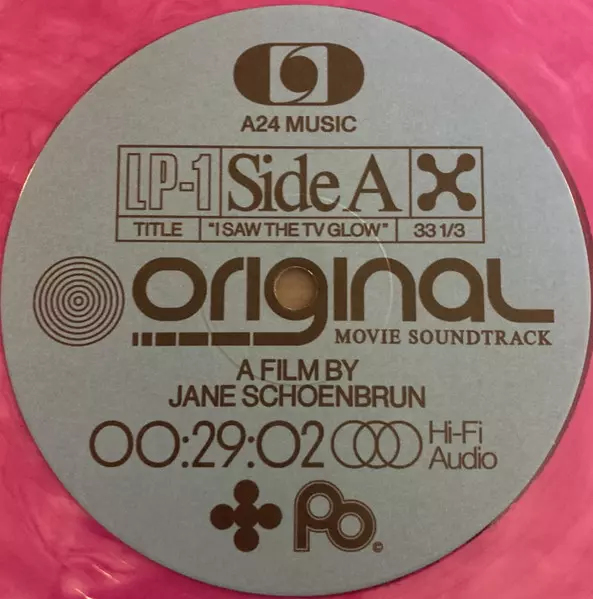 A24 MUSIC
LP-1 Side A
TITLE "I SAW THE TV GLOW" 33 1/3
original
MOVIE SOUNDTRACK
A FILM BY
JANE SCHOENBRUN
00:29:02 Hi-Fi
Audio
PO ©